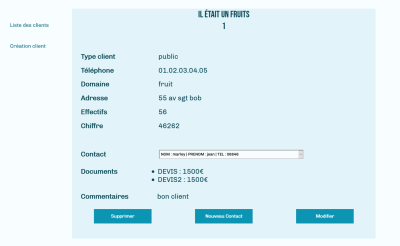 IL ÉTAIT UN FRUITS
1
Liste des clients
Création client
Type client public
Téléphone 01.02.03.04.05
Domaine fruit
Adresse 55 av sgt bob
Effectifs 56
Chiffre 46262
Contact NOM : marley | PRENOM : jean | TEL : 06646
Documents • DEVIS : 1500€
• DEVIS2 : 1500€
Commentaires bon client
Supprimer Nouveau Contact Modifier